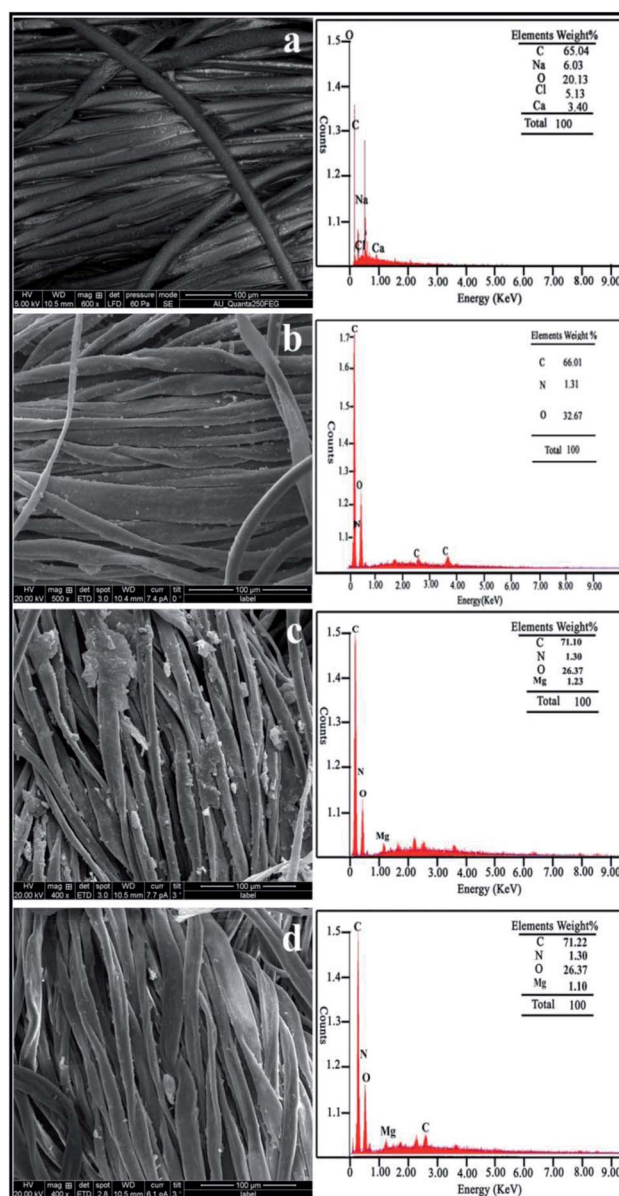 a
HV WD mag ⊞ det pressure mode
5.00 kV 10.5 mm 600 x LFD 60 Pa SE
100 µm
AU_Quanta250FEG
O
1.5
1.4
1.3
1.2
1.1
Counts
C
Na
Cl
Ca
Elements Weight%
C 65.04
Na 6.03
O 20.13
Cl 5.13
Ca 3.40
Total 100
1.00 2.00 3.00 4.00 5.00 6.00 7.00 8.00 9.00
Energy (KeV)
b
HV mag ⊞ det spot WD curr tilt
20.00 kV 500 x ETD 3.0 10.4 mm 7.4 pA 0 °
100 µm
label
C
1.7
1.6
1.4
1.3
1.2
1.1
Counts
O
N
C
C
Elements Weight %
C 66.01
N 1.31
O 32.67
Total 100
1.00 2.00 3.00 4.00 5.00 6.00 7.00 8.00 9.00
Energy(KeV)
c
HV mag ⊞ det spot WD curr tilt
20.00 kV 400 x ETD 3.0 10.5 mm 7.7 pA 3 °
100 µm
label
1.5
1.4
1.3
1.2
1.1
Counts
C
N
O
Mg
Elements Weight%
C 71.10
N 1.30
O 26.37
Mg 1.23
Total 100
1.00 2.00 3.00 4.00 5.00 6.00 7.00 8.00 9.00
Energy (KeV)
d
HV mag ⊞ det spot WD curr tilt
20.00 kV 400 x ETD 2.8 10.5 mm 6.1 pA 3 °
100 µm
label
1.5
1.4
1.3
1.2
1.1
Counts
C
N
O
Mg
C
Elements Weight%
C 71.22
N 1.30
O 26.37
Mg 1.10
Total 100
1.00 2.00 3.00 4.00 5.00 6.00 7.00 8.00 9.00
Energy (KeV)